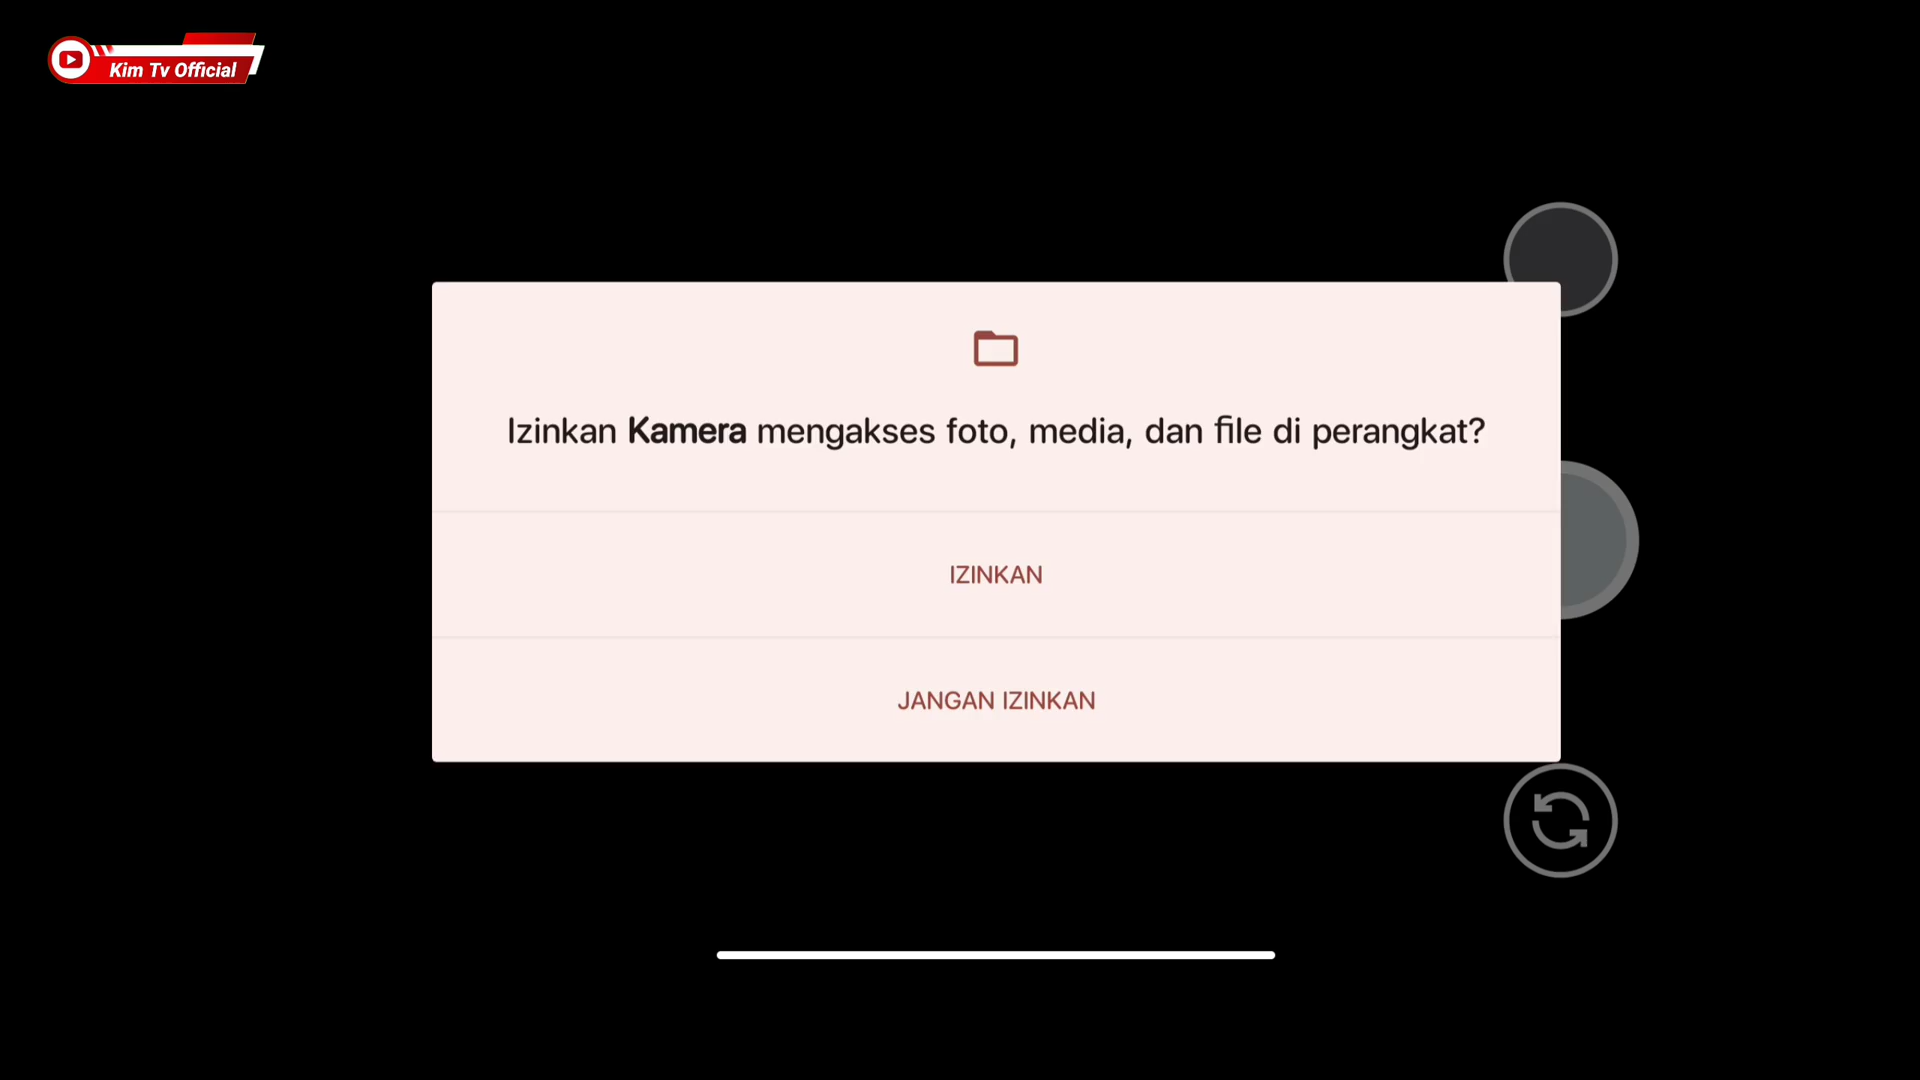 Kim Tv Official
Izinkan Kamera mengakses foto, media, dan file di perangkat?
IZINKAN
JANGAN IZINKAN